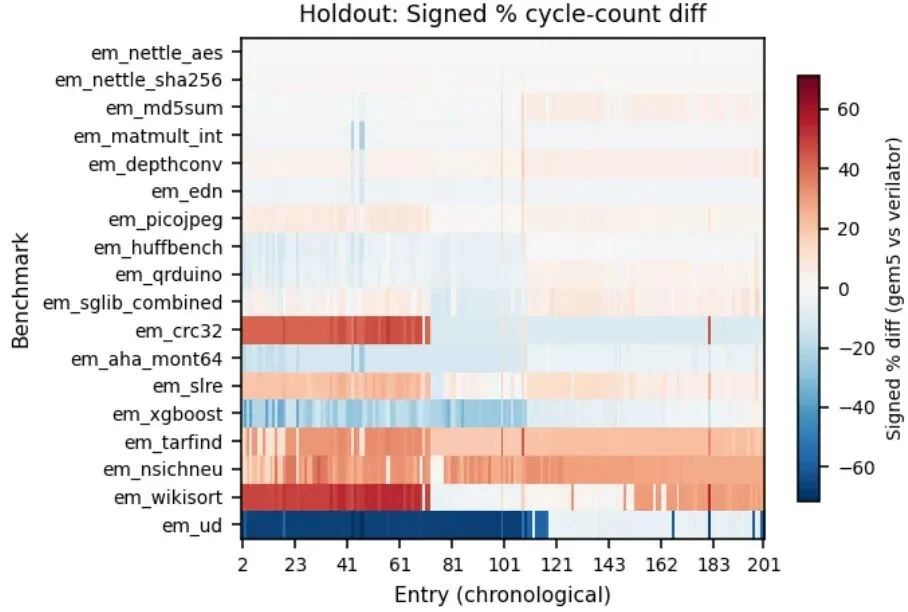 Holdout: Signed % cycle-count diff
Benchmark
em_nettle_aes
em_nettle_sha256
em_md5sum
em_matmult_int
em_depthconv
em_edn
em_picojpeg
em_huffbench
em_qrduino
em_sglib_combined
em_crc32
em_aha_mont64
em_slre
em_xgboost
em_tarfind
em_nsichneu
em_wikisort
em_ud
2 23 41 61 81 101 121 143 162 183 201
Entry (chronological)
60
40
20
0
−20
−40
−60
Signed % diff (gem5 vs verilator)